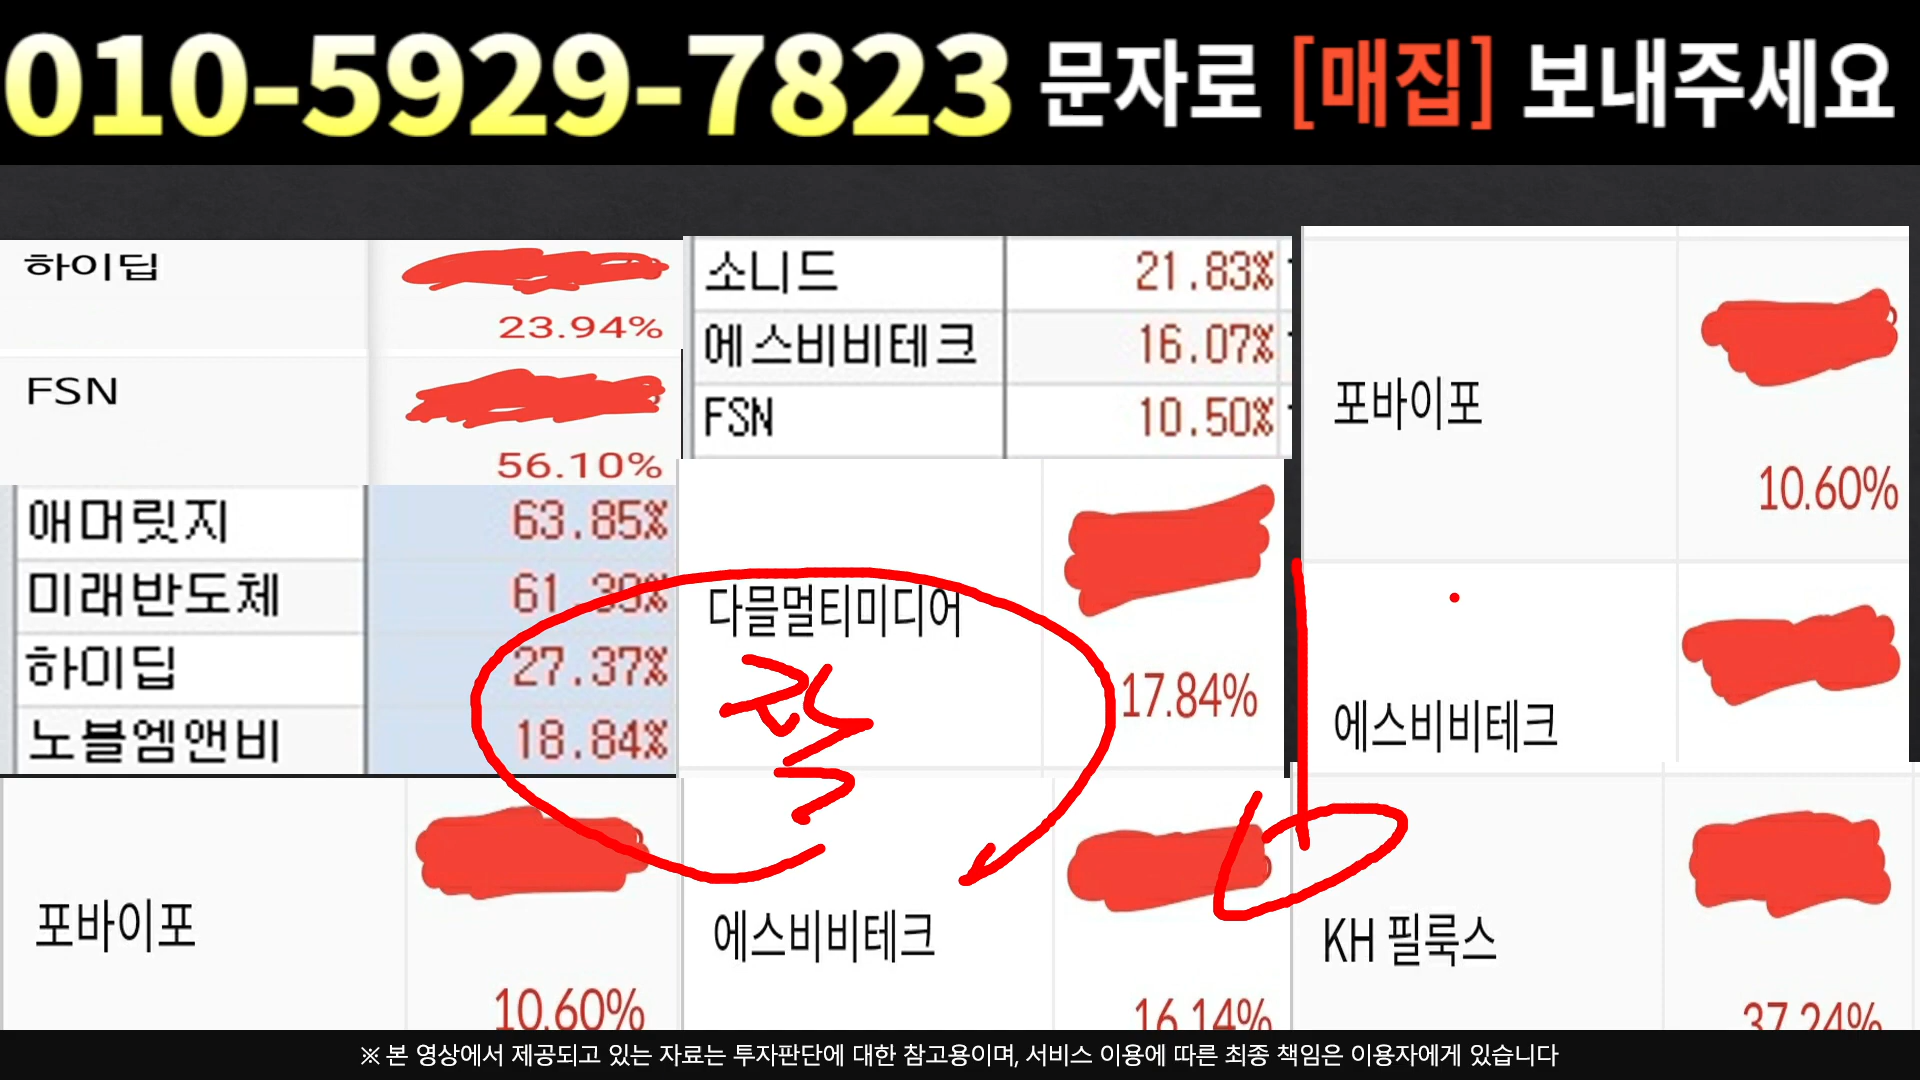 010-5929-7823 문자로 [매집] 보내주세요
하이딥
23.94%
FSN
56.10%
애머릿지 63.85%
미래반도체 61.39%
하이딥 27.37%
노블엠앤비 18.84%
소니드 21.83%
에스비비테크 16.07%
FSN 10.50%
다믈멀티미디어
17.84%
포바이포
10.60%
에스비비테크
포바이포
10.60%
에스비비테크
16.14%
KH 필룩스
37.24%
※ 본 영상에서 제공되고 있는 자료는 투자판단에 대한 참고용이며, 서비스 이용에 따른 최종 책임은 이용자에게 있습니다